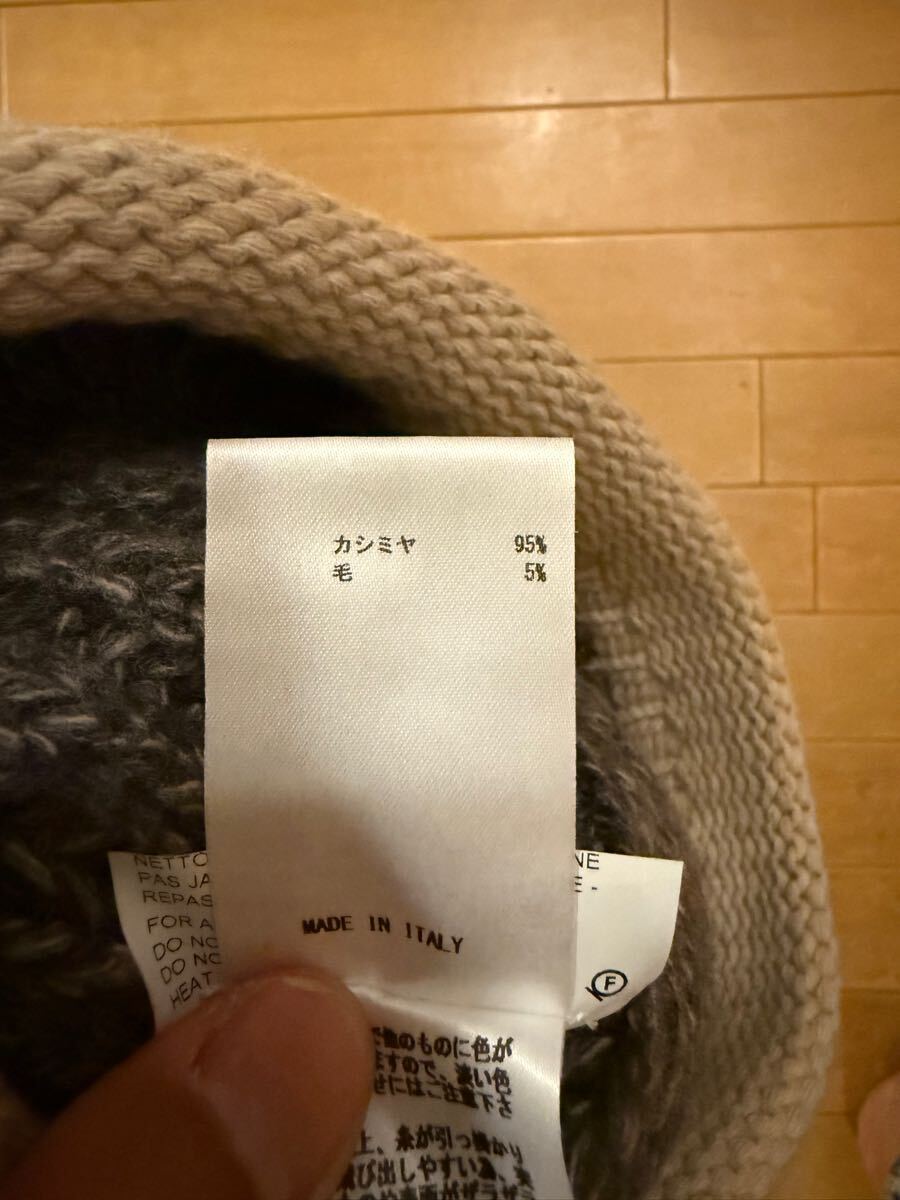 カシミヤ 95%
毛 5%
MADE IN ITALY
NETTO
PAS JA
REPAS
FOR A
DO NO
DO NO
HEAT
NE
E -
F
他のものに色が
ますので、濃い色
せにはご注意下さ
上、糸が引っ掛かり
び出しやすい為、